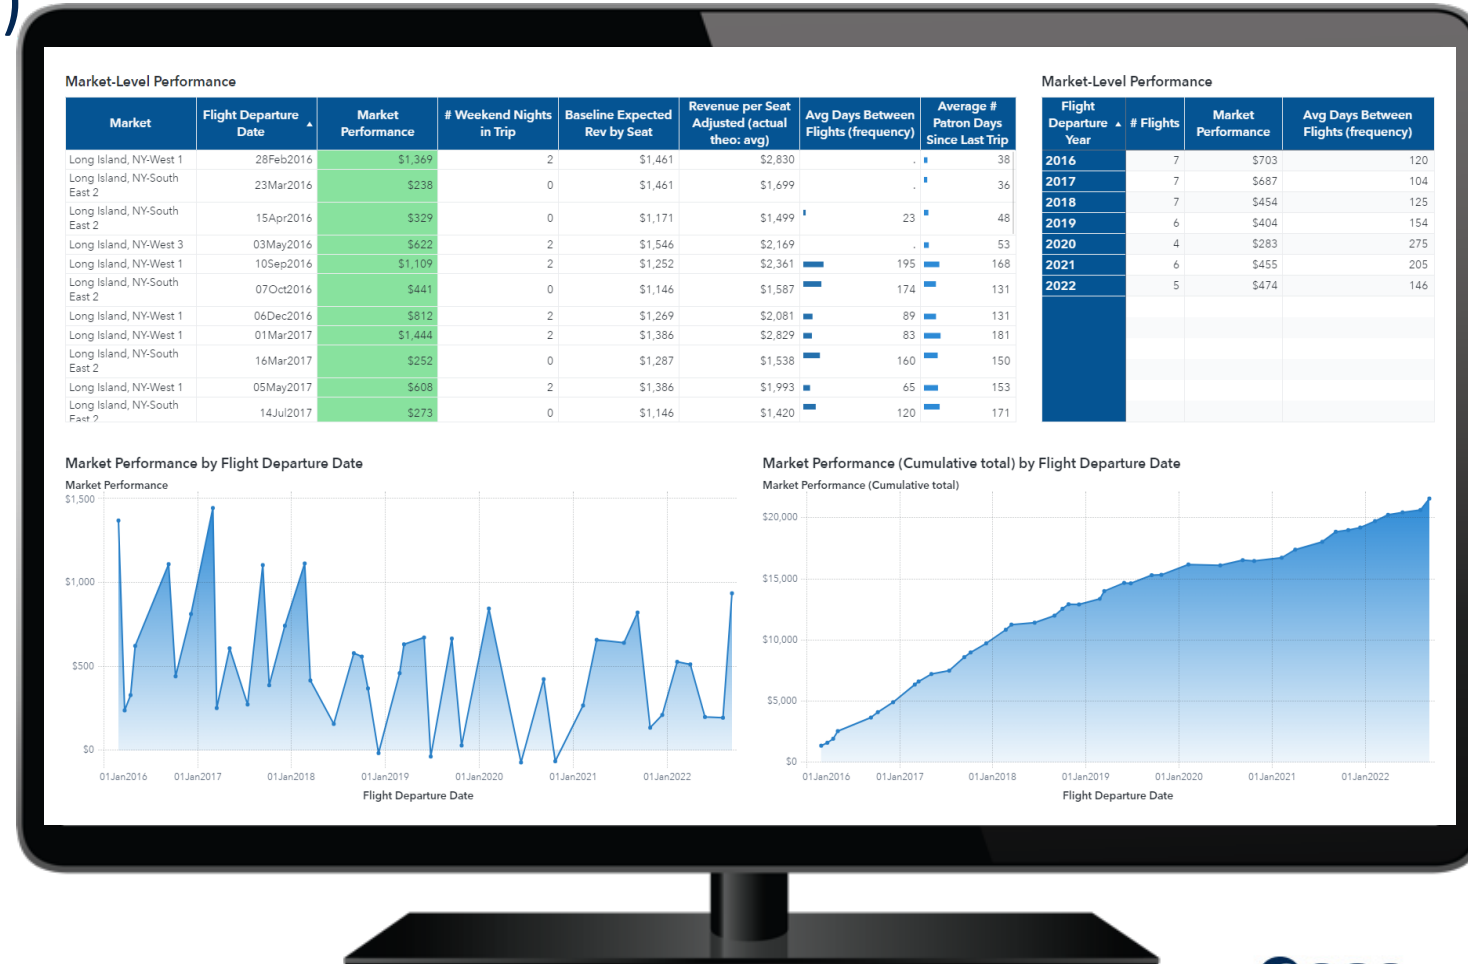 )
Market-Level Performance
Market | Flight Departure Date | Market Performance | # Weekend Nights in Trip | Baseline Expected Rev by Seat | Revenue per Seat Adjusted (actual theo: avg) | Avg Days Between Flights (frequency) | Average # Patron Days Since Last Trip
Long Island, NY-West 1 28Feb2016 $1,369 2 $1,461 $2,830 . 38
Long Island, NY-South East 2 23Mar2016 $238 0 $1,461 $1,699 . 36
Long Island, NY-South East 2 15Apr2016 $329 0 $1,171 $1,499 23 48
Long Island, NY-West 3 03May2016 $622 2 $1,546 $2,169 . 53
Long Island, NY-West 1 10Sep2016 $1,109 2 $1,252 $2,361 195 168
Long Island, NY-South East 2 07Oct2016 $441 0 $1,146 $1,587 174 131
Long Island, NY-West 1 06Dec2016 $812 2 $1,269 $2,081 89 131
Long Island, NY-West 1 01Mar2017 $1,444 2 $1,386 $2,829 83 181
Long Island, NY-South East 2 16Mar2017 $252 0 $1,287 $1,538 160 150
Long Island, NY-West 1 05May2017 $608 2 $1,386 $1,993 65 153
Long Island, NY-South East 2 14Jul2017 $273 0 $1,146 $1,420 120 171
Market-Level Performance
Flight Departure Year | # Flights | Market Performance | Avg Days Between Flights (frequency)
2016 7 $703 120
2017 7 $687 104
2018 7 $454 125
2019 6 $404 154
2020 4 $283 275
2021 6 $455 205
2022 5 $474 146
Market Performance by Flight Departure Date
Market Performance
$1,500
$1,000
$500
$0
01Jan2016 01Jan2017 01Jan2018 01Jan2019 01Jan2020 01Jan2021 01Jan2022
Flight Departure Date
Market Performance (Cumulative total) by Flight Departure Date
Market Performance (Cumulative total)
$20,000
$15,000
$10,000
$5,000
$0
01Jan2016 01Jan2017 01Jan2018 01Jan2019 01Jan2020 01Jan2021 01Jan2022
Flight Departure Date